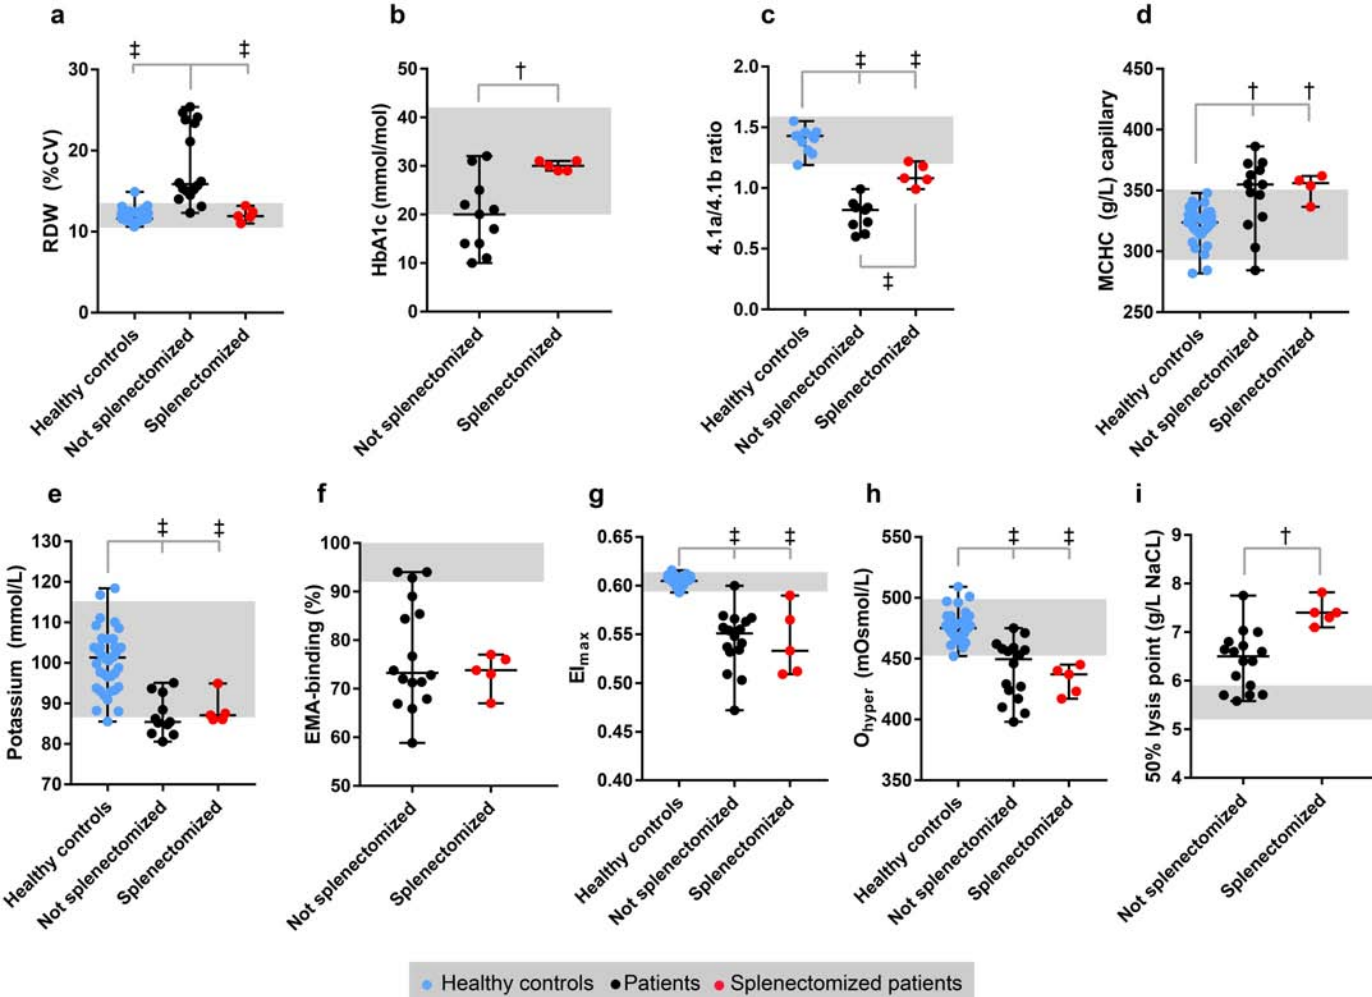 a
‡ ‡
RDW (%CV)
30
20
10
0
Healthy controls
Not splenectomized
Splenectomized
b
†
HbA1c (mmol/mol)
50
40
30
20
10
0
Not splenectomized
Splenectomized
c
‡ ‡
4.1a/4.1b ratio
2.0
1.5
1.0
0.5
0.0
‡
Healthy controls
Not splenectomized
Splenectomized
d
† †
MCHC (g/L) capillary
450
400
350
300
250
Healthy controls
Not splenectomized
Splenectomized
e
‡ ‡
Potassium (mmol/L)
130
120
110
100
90
80
70
Healthy controls
Not splenectomized
Splenectomized
f
EMA-binding (%)
100
90
80
70
60
50
Not splenectomized
Splenectomized
g
‡ ‡
EImax
0.65
0.60
0.55
0.50
0.45
0.40
Healthy controls
Not splenectomized
Splenectomized
h
‡ ‡
Ohyper (mOsmol/L)
550
500
450
400
350
Healthy controls
Not splenectomized
Splenectomized
i
†
50% lysis point (g/L NaCL)
9
8
7
6
5
4
Not splenectomized
Splenectomized
Healthy controls Patients Splenectomized patients